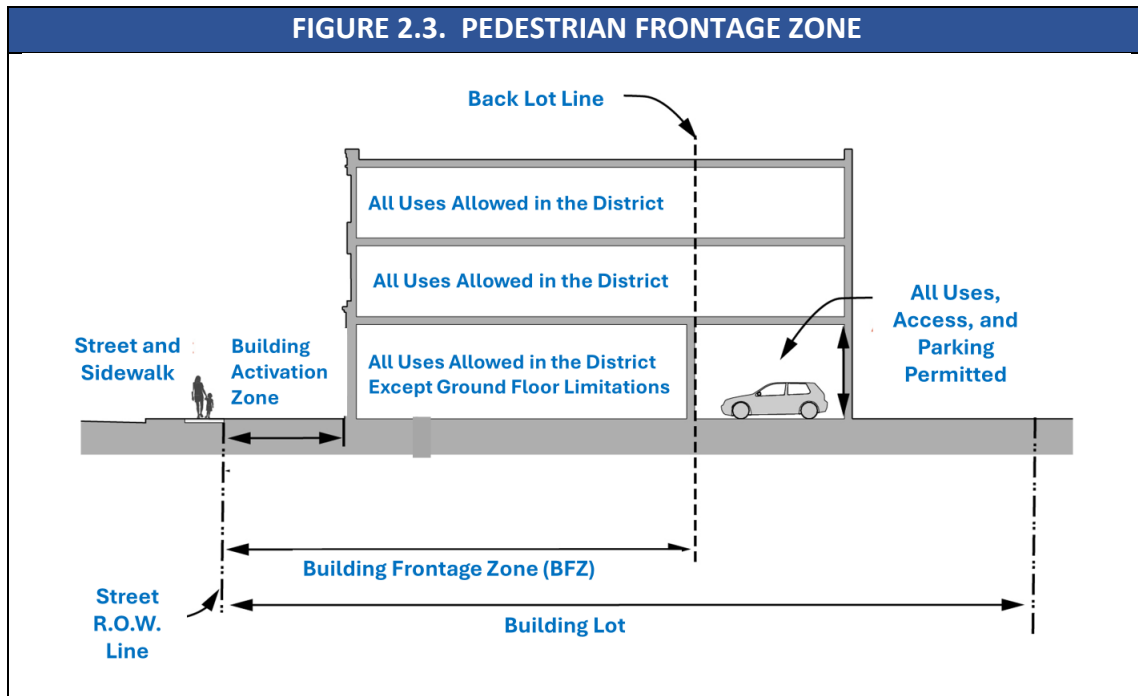 FIGURE 2.3. PEDESTRIAN FRONTAGE ZONE
Back Lot Line
All Uses Allowed in the District
All Uses Allowed in the District
All Uses,
Access, and
Parking
Permitted
Street and
Sidewalk
Building
Activation
Zone
All Uses Allowed in the District
Except Ground Floor Limitations
Building Frontage Zone (BFZ)
Street
R.O.W.
Line
Building Lot